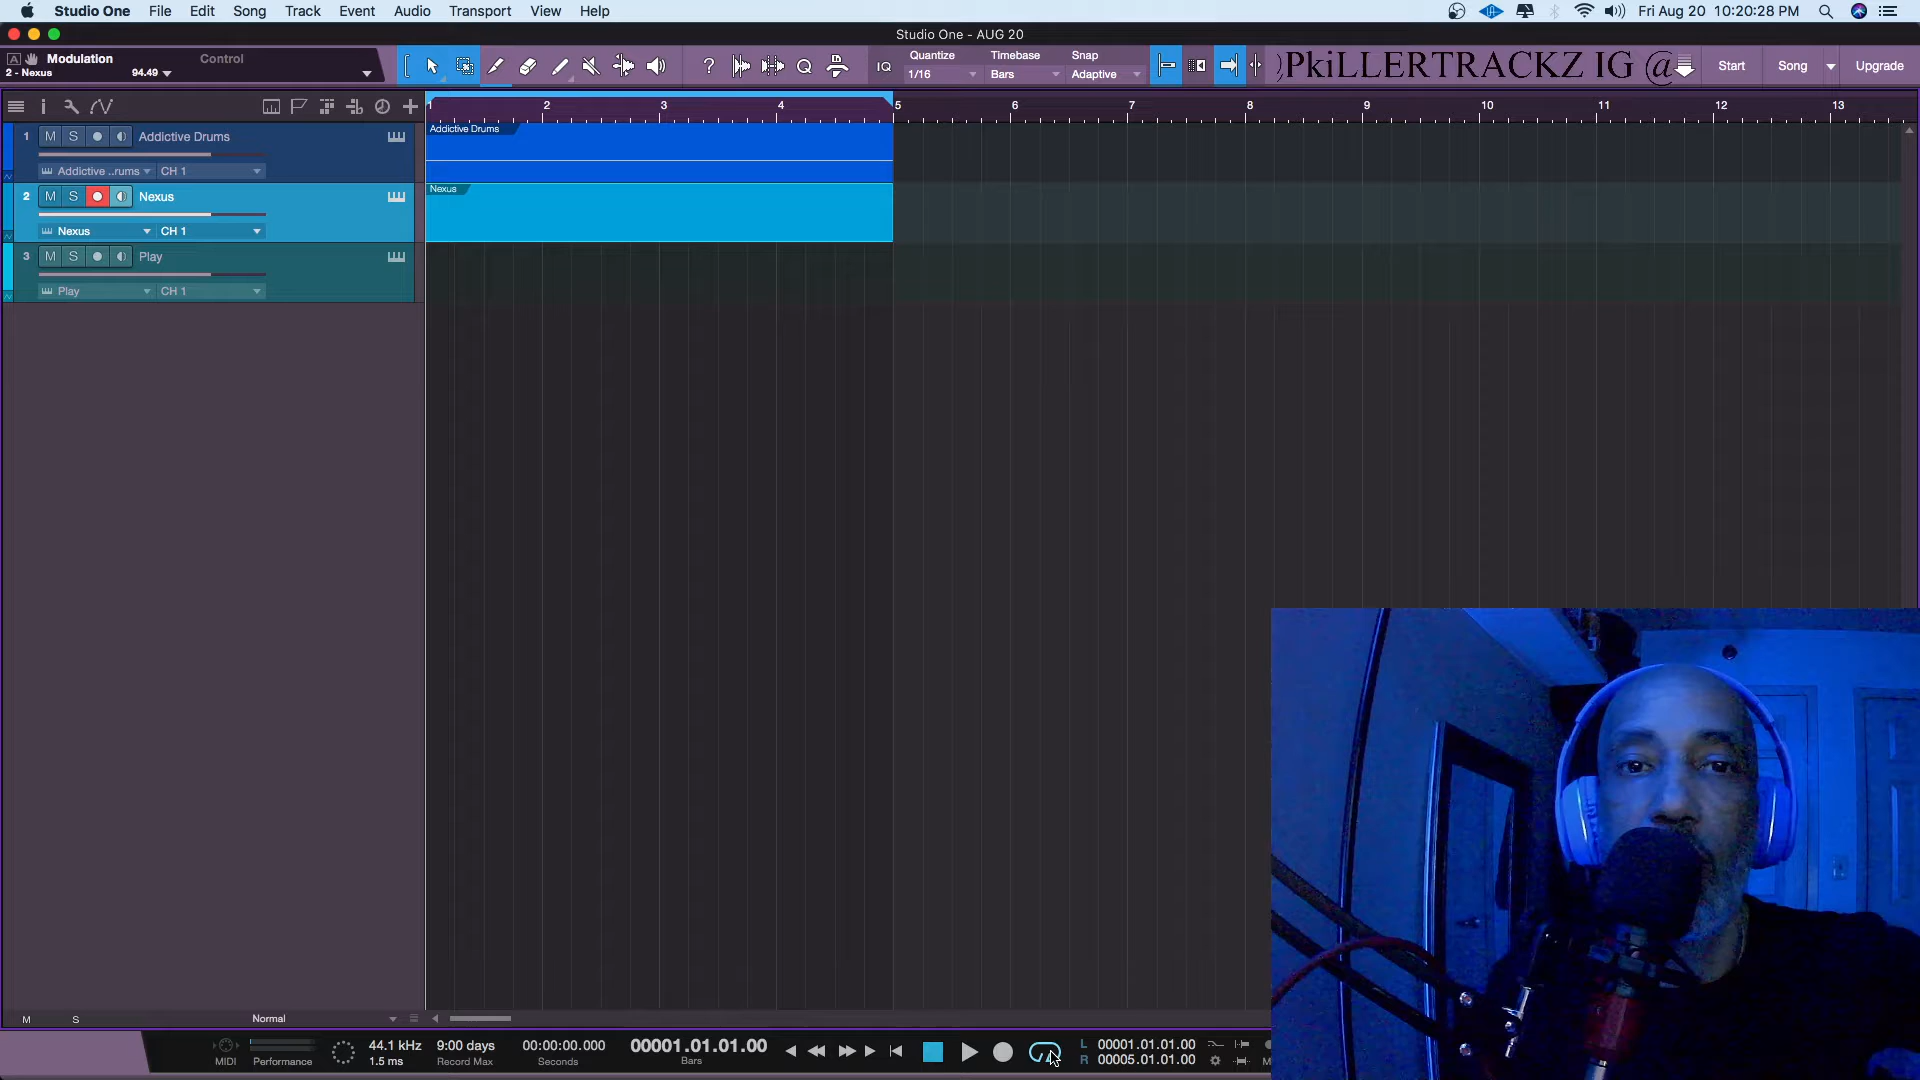 Studio One File Edit Song Track Event Audio Transport View Help
Fri Aug 20 10:20:28 PM
Studio One - AUG 20
Modulation
2 - Nexus 94.49
Control
IQ
Quantize
1/16
Timebase
Bars
Snap
Adaptive
)PkiLLERTRACKZ IG @
Start Song Upgrade
1 2 3 4 5 6 7 8 9 10 11 12 13
1 M S Addictive Drums
Addictive ..rums CH 1
2 M S Nexus
Nexus CH 1
3 M S Play
Play CH 1
Addictive Drums
Nexus
M S Normal
MIDI
Performance
44.1 kHz
1.5 ms
9:00 days
Record Max
00:00:00.000
Seconds
00001.01.01.00
Bars
L 00001.01.01.00
R 00005.01.01.00